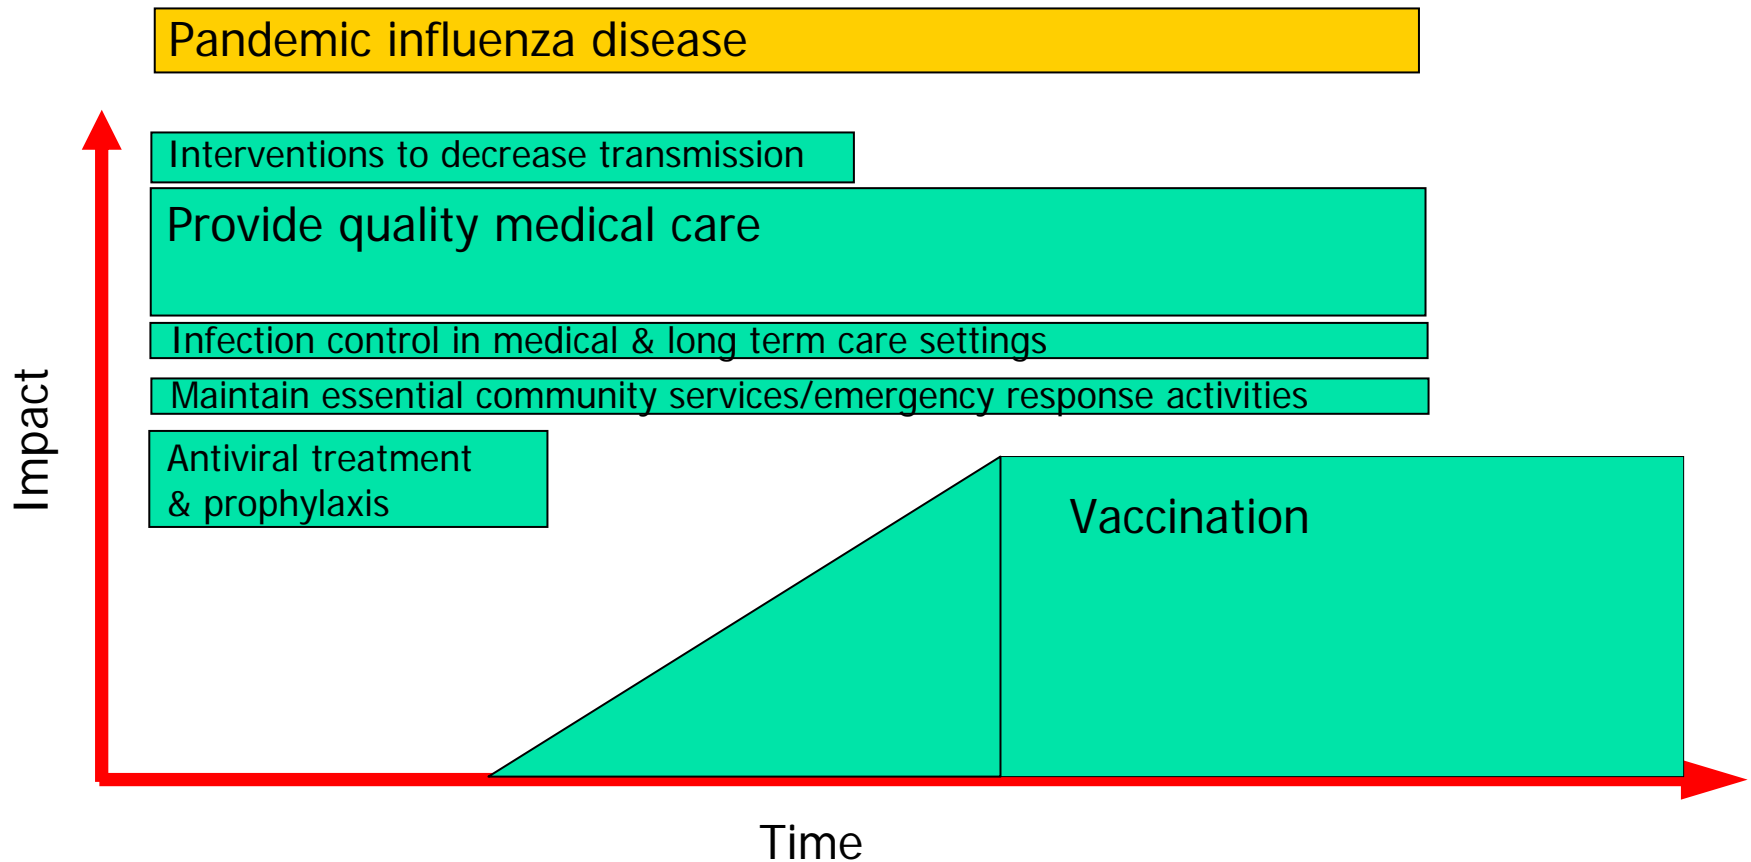 Pandemic influenza disease
Interventions to decrease transmission
Provide quality medical care
Infection control in medical & long term care settings
Maintain essential community services/emergency response activities
Antiviral treatment
& prophylaxis
Vaccination
Impact
Time